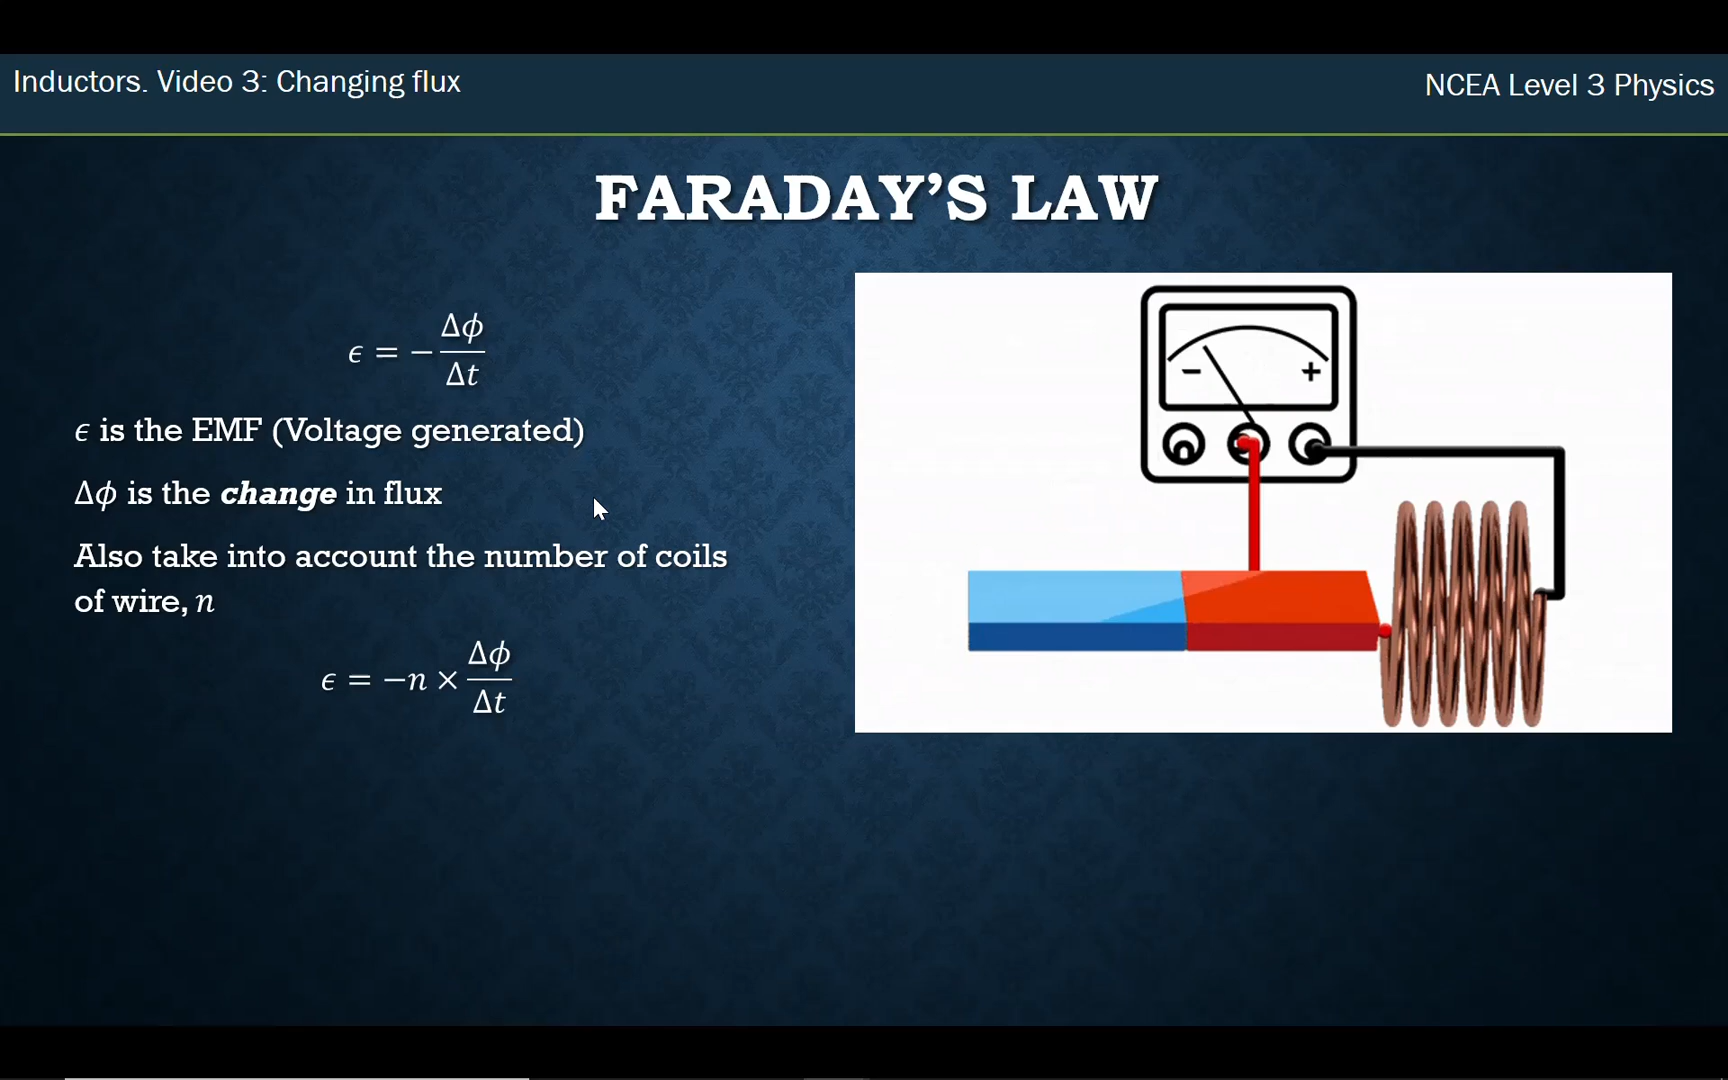 Inductors. Video 3: Changing flux
NCEA Level 3 Physics
FARADAY'S LAW
ϵ = −Δϕ/Δt
ϵ is the EMF (Voltage generated)
Δϕ is the change in flux
Also take into account the number of coils
of wire, n
ϵ = −n × Δϕ/Δt
− +